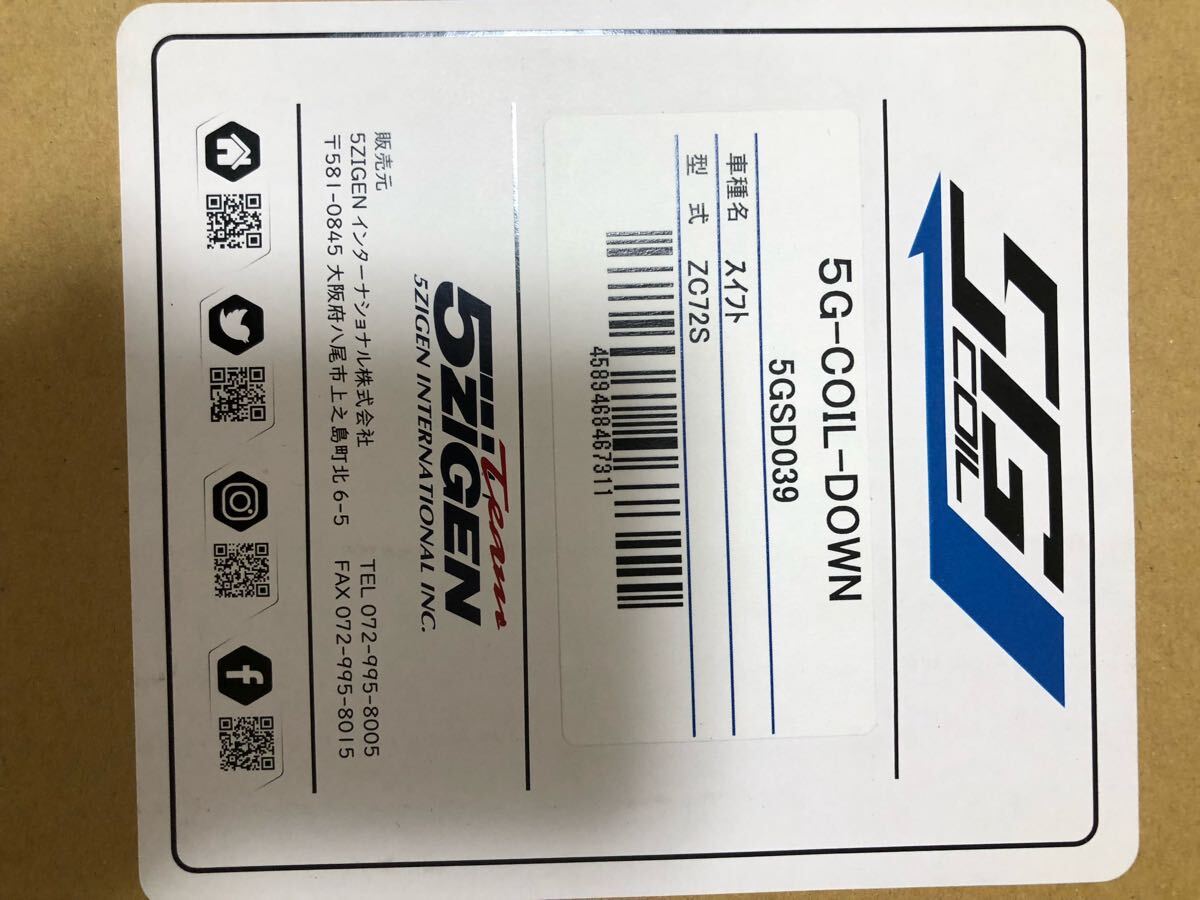 5G
COIL
5G-COIL-DOWN
5GSD039
車種名 スイフト
型 式 ZC72S
4589468467311
Team
5ZIGEN
5ZIGEN INTERNATIONAL INC.
販売元
5ZIGEN インターナショナル株式会社 TEL 072-995-8005
〒581-0845 大阪府八尾市上之島町北 6-5 FAX 072-995-8015